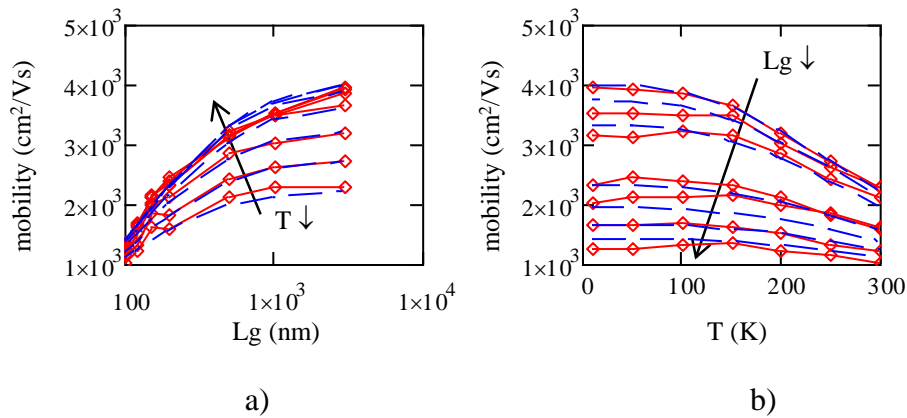 5×10³
4×10³
3×10³
2×10³
1×10³
mobility (cm²/Vs)
T ↓
100
1×10³
1×10⁴
Lg (nm)
a)
5×10³
4×10³
3×10³
2×10³
1×10³
mobility (cm²/Vs)
Lg ↓
0
100
200
300
T (K)
b)